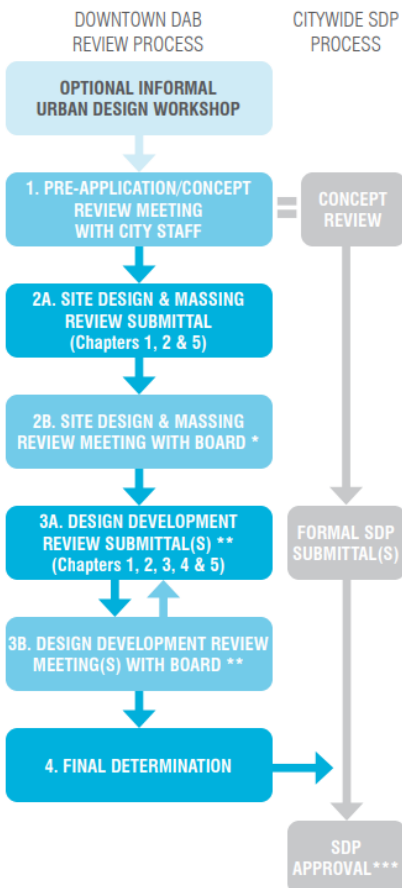 DOWNTOWN DAB
REVIEW PROCESS
CITYWIDE SDP
PROCESS
OPTIONAL INFORMAL
URBAN DESIGN WORKSHOP
1. PRE-APPLICATION/CONCEPT
REVIEW MEETING
WITH CITY STAFF
=
CONCEPT
REVIEW
2A. SITE DESIGN & MASSING
REVIEW SUBMITTAL
(Chapters 1, 2 & 5)
2B. SITE DESIGN & MASSING
REVIEW MEETING WITH BOARD *
3A. DESIGN DEVELOPMENT
REVIEW SUBMITTAL(S) **
(Chapters 1, 2, 3, 4 & 5)
FORMAL SDP
SUBMITTAL(S)
3B. DESIGN DEVELOPMENT REVIEW
MEETING(S) WITH BOARD **
4. FINAL DETERMINATION
SDP
APPROVAL***